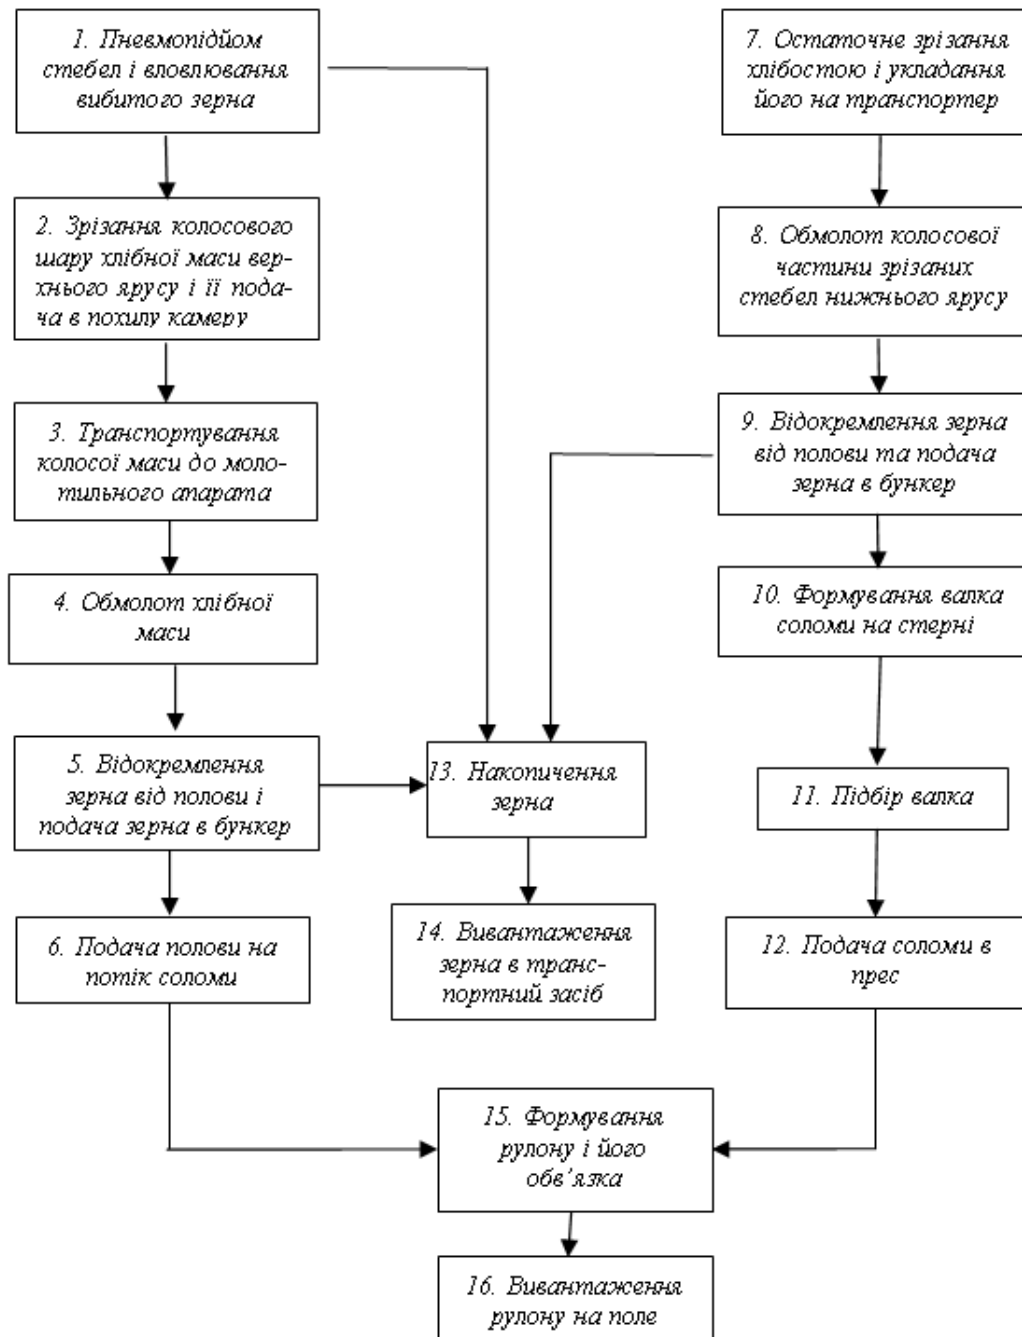 1. Пневмопідйом
стебел і вловлювання
вибитого зерна
2. Зрізання колосового
шару хлібної маси вер-
хнього ярусу і її пода-
ча в похилу камеру
3. Транспортування
колосої маси до моло-
тильного апарата
4. Обмолот хлібної
маси
5. Відокремлення
зерна від полови і
подача зерна в бункер
6. Подача полови на
потік соломи
7. Остаточне зрізання
хлібостою і укладання
його на транспортер
8. Обмолот колосової
частини зрізаних
стебел нижнього ярусу
9. Відокремлення зерна
від полови та подача
зерна в бункер
10. Формування валка
соломи на стерні
11. Підбір валка
12. Подача соломи в
прес
13. Накопичення
зерна
14. Вивантаження
зерна в транс-
портний засіб
15. Формування
рулону і його
обв’язка
16. Вивантаження
рулону на поле